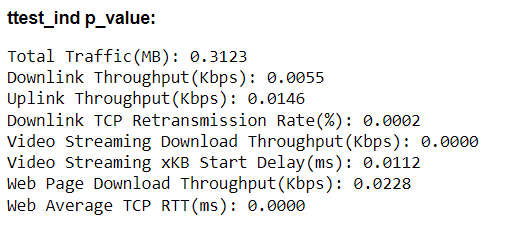 ttest_ind p_value:
Total Traffic(MB): 0.3123
Downlink Throughput(Kbps): 0.0055
Uplink Throughput(Kbps): 0.0146
Downlink TCP Retransmission Rate(%): 0.0002
Video Streaming Download Throughput(Kbps): 0.0000
Video Streaming xKB Start Delay(ms): 0.0112
Web Page Download Throughput(Kbps): 0.0228
Web Average TCP RTT(ms): 0.0000